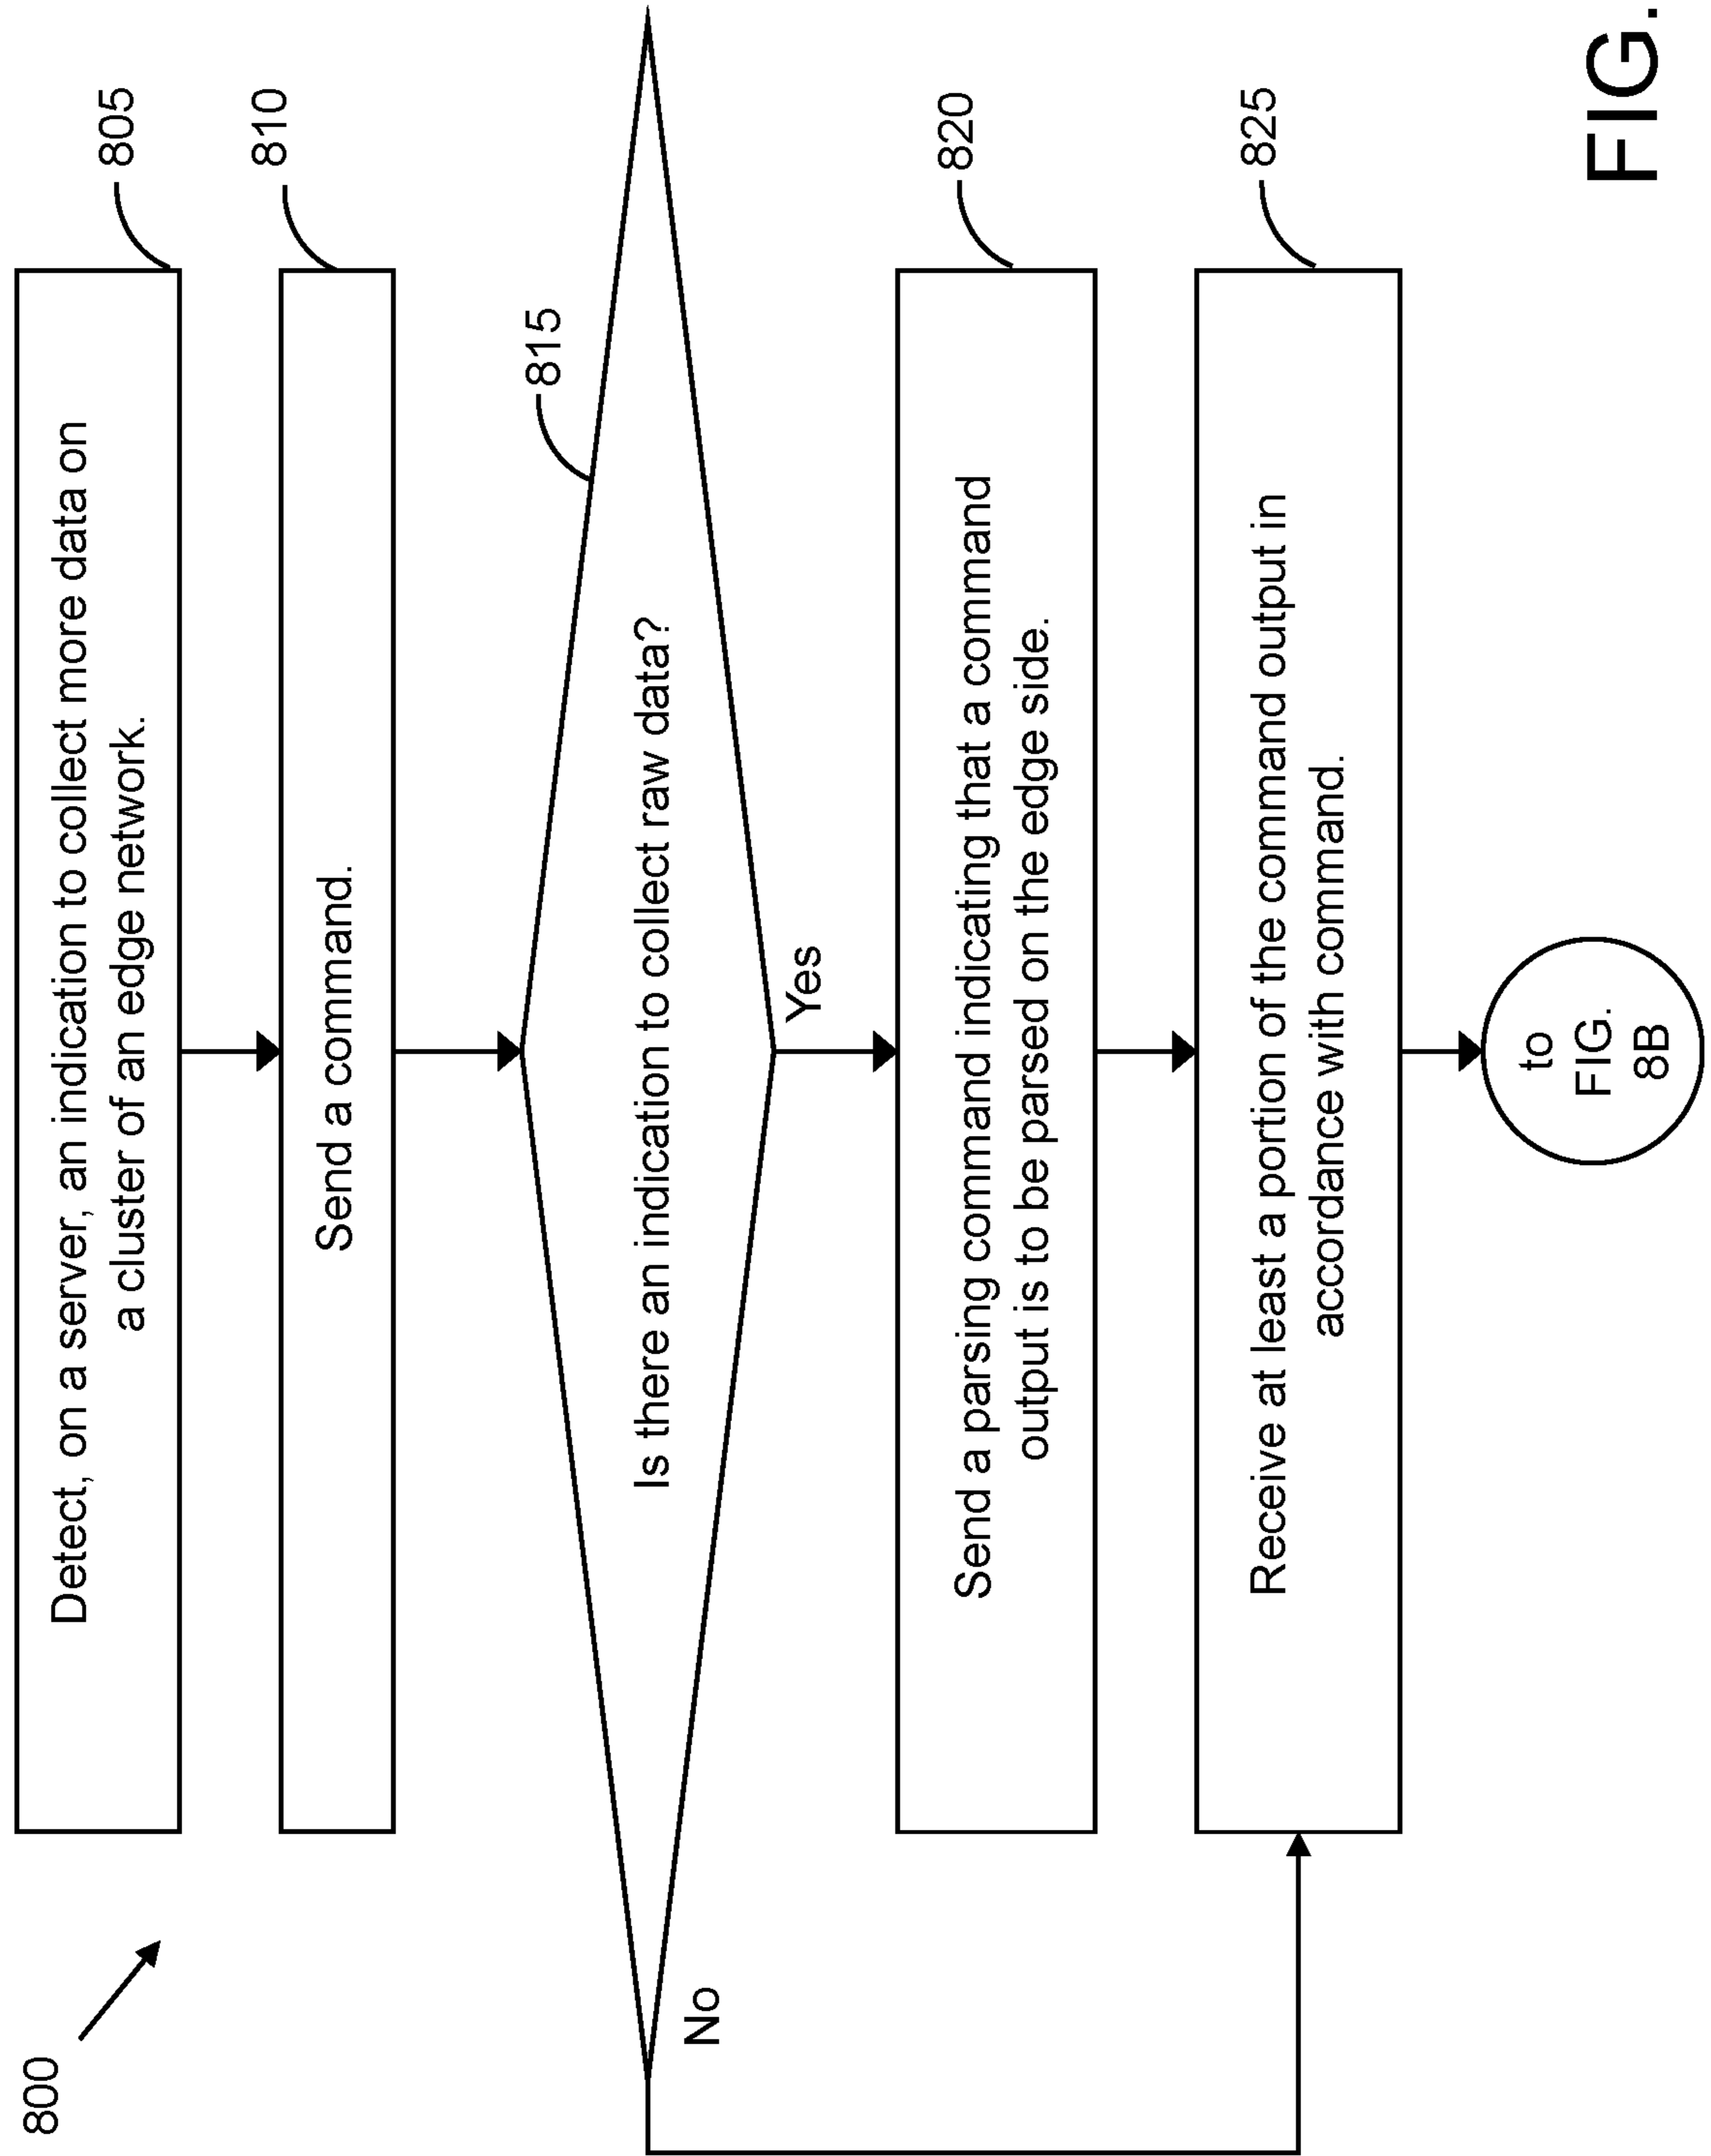 800
Detect, on a server, an indication to collect more data on
a cluster of an edge network.
805
Send a command.
810
Is there an indication to collect raw data?
815
No
Yes
Send a parsing command indicating that a command
output is to be parsed on the edge side.
820
Receive at least a portion of the command output in
accordance with command.
825
to
FIG.
8B
FIG.